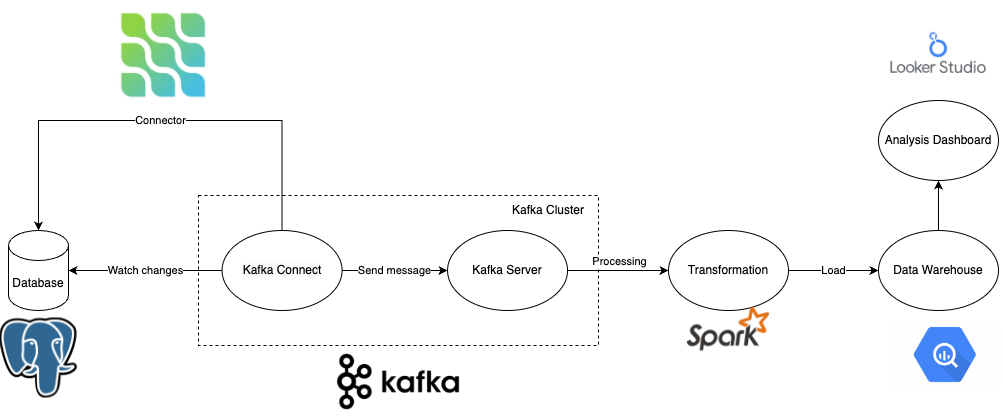 Looker Studio
Connector
Analysis Dashboard
Kafka Cluster
Database
Watch changes
Kafka Connect
Send message
Kafka Server
Processing
Transformation
Load
Data Warehouse
Spark
kafka